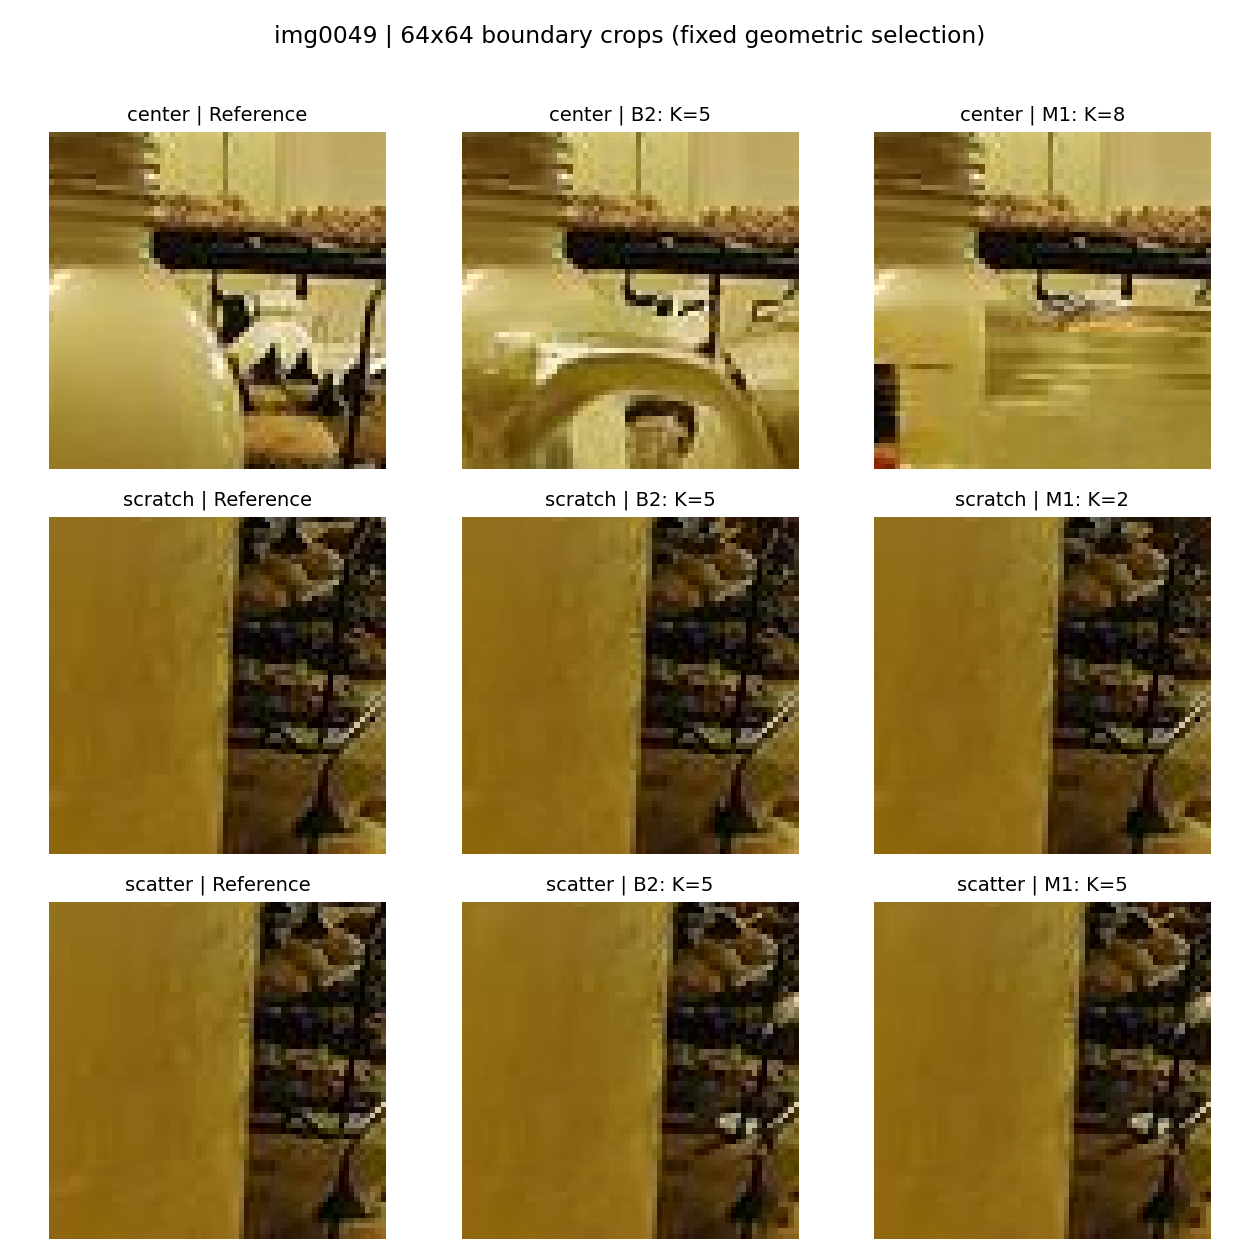 img0049 | 64x64 boundary crops (fixed geometric selection)
center | Reference
center | B2: K=5
center | M1: K=8
scratch | Reference
scratch | B2: K=5
scratch | M1: K=2
scatter | Reference
scatter | B2: K=5
scatter | M1: K=5